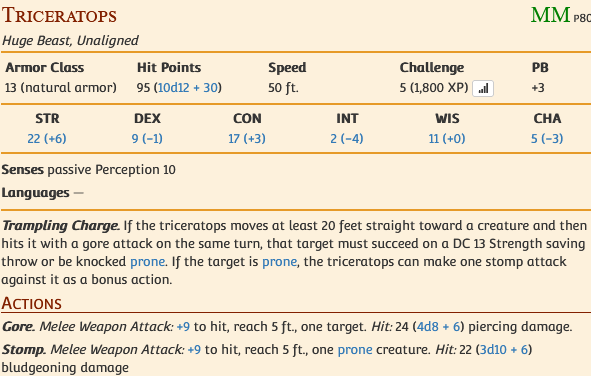 Triceratops MM P80
Huge Beast, Unaligned
Armor Class Hit Points Speed Challenge PB
13 (natural armor) 95 (10d12 + 30) 50 ft. 5 (1,800 XP) +3
STR DEX CON INT WIS CHA
22 (+6) 9 (−1) 17 (+3) 2 (−4) 11 (+0) 5 (−3)
Senses passive Perception 10
Languages —
Trampling Charge. If the triceratops moves at least 20 feet straight toward a creature and then
hits it with a gore attack on the same turn, that target must succeed on a DC 13 Strength saving
throw or be knocked prone. If the target is prone, the triceratops can make one stomp attack
against it as a bonus action.
Actions
Gore. Melee Weapon Attack: +9 to hit, reach 5 ft., one target. Hit: 24 (4d8 + 6) piercing damage.
Stomp. Melee Weapon Attack: +9 to hit, reach 5 ft., one prone creature. Hit: 22 (3d10 + 6)
bludgeoning damage